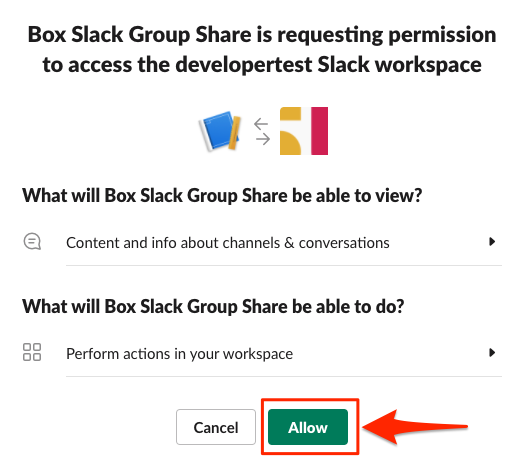 Box Slack Group Share is requesting permission
to access the developertest Slack workspace
What will Box Slack Group Share be able to view?
Content and info about channels & conversations
What will Box Slack Group Share be able to do?
Perform actions in your workspace
Cancel
Allow